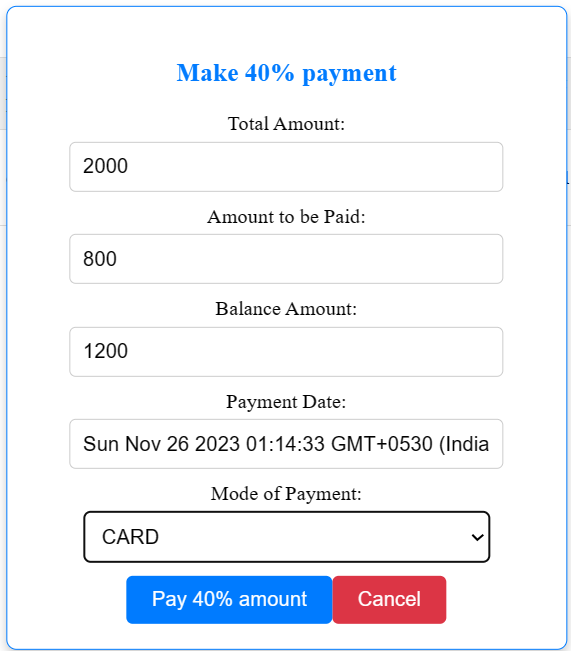 Make 40% payment
Total Amount:
2000
Amount to be Paid:
800
Balance Amount:
1200
Payment Date:
Sun Nov 26 2023 01:14:33 GMT+0530 (India
Mode of Payment:
CARD
Pay 40% amount Cancel